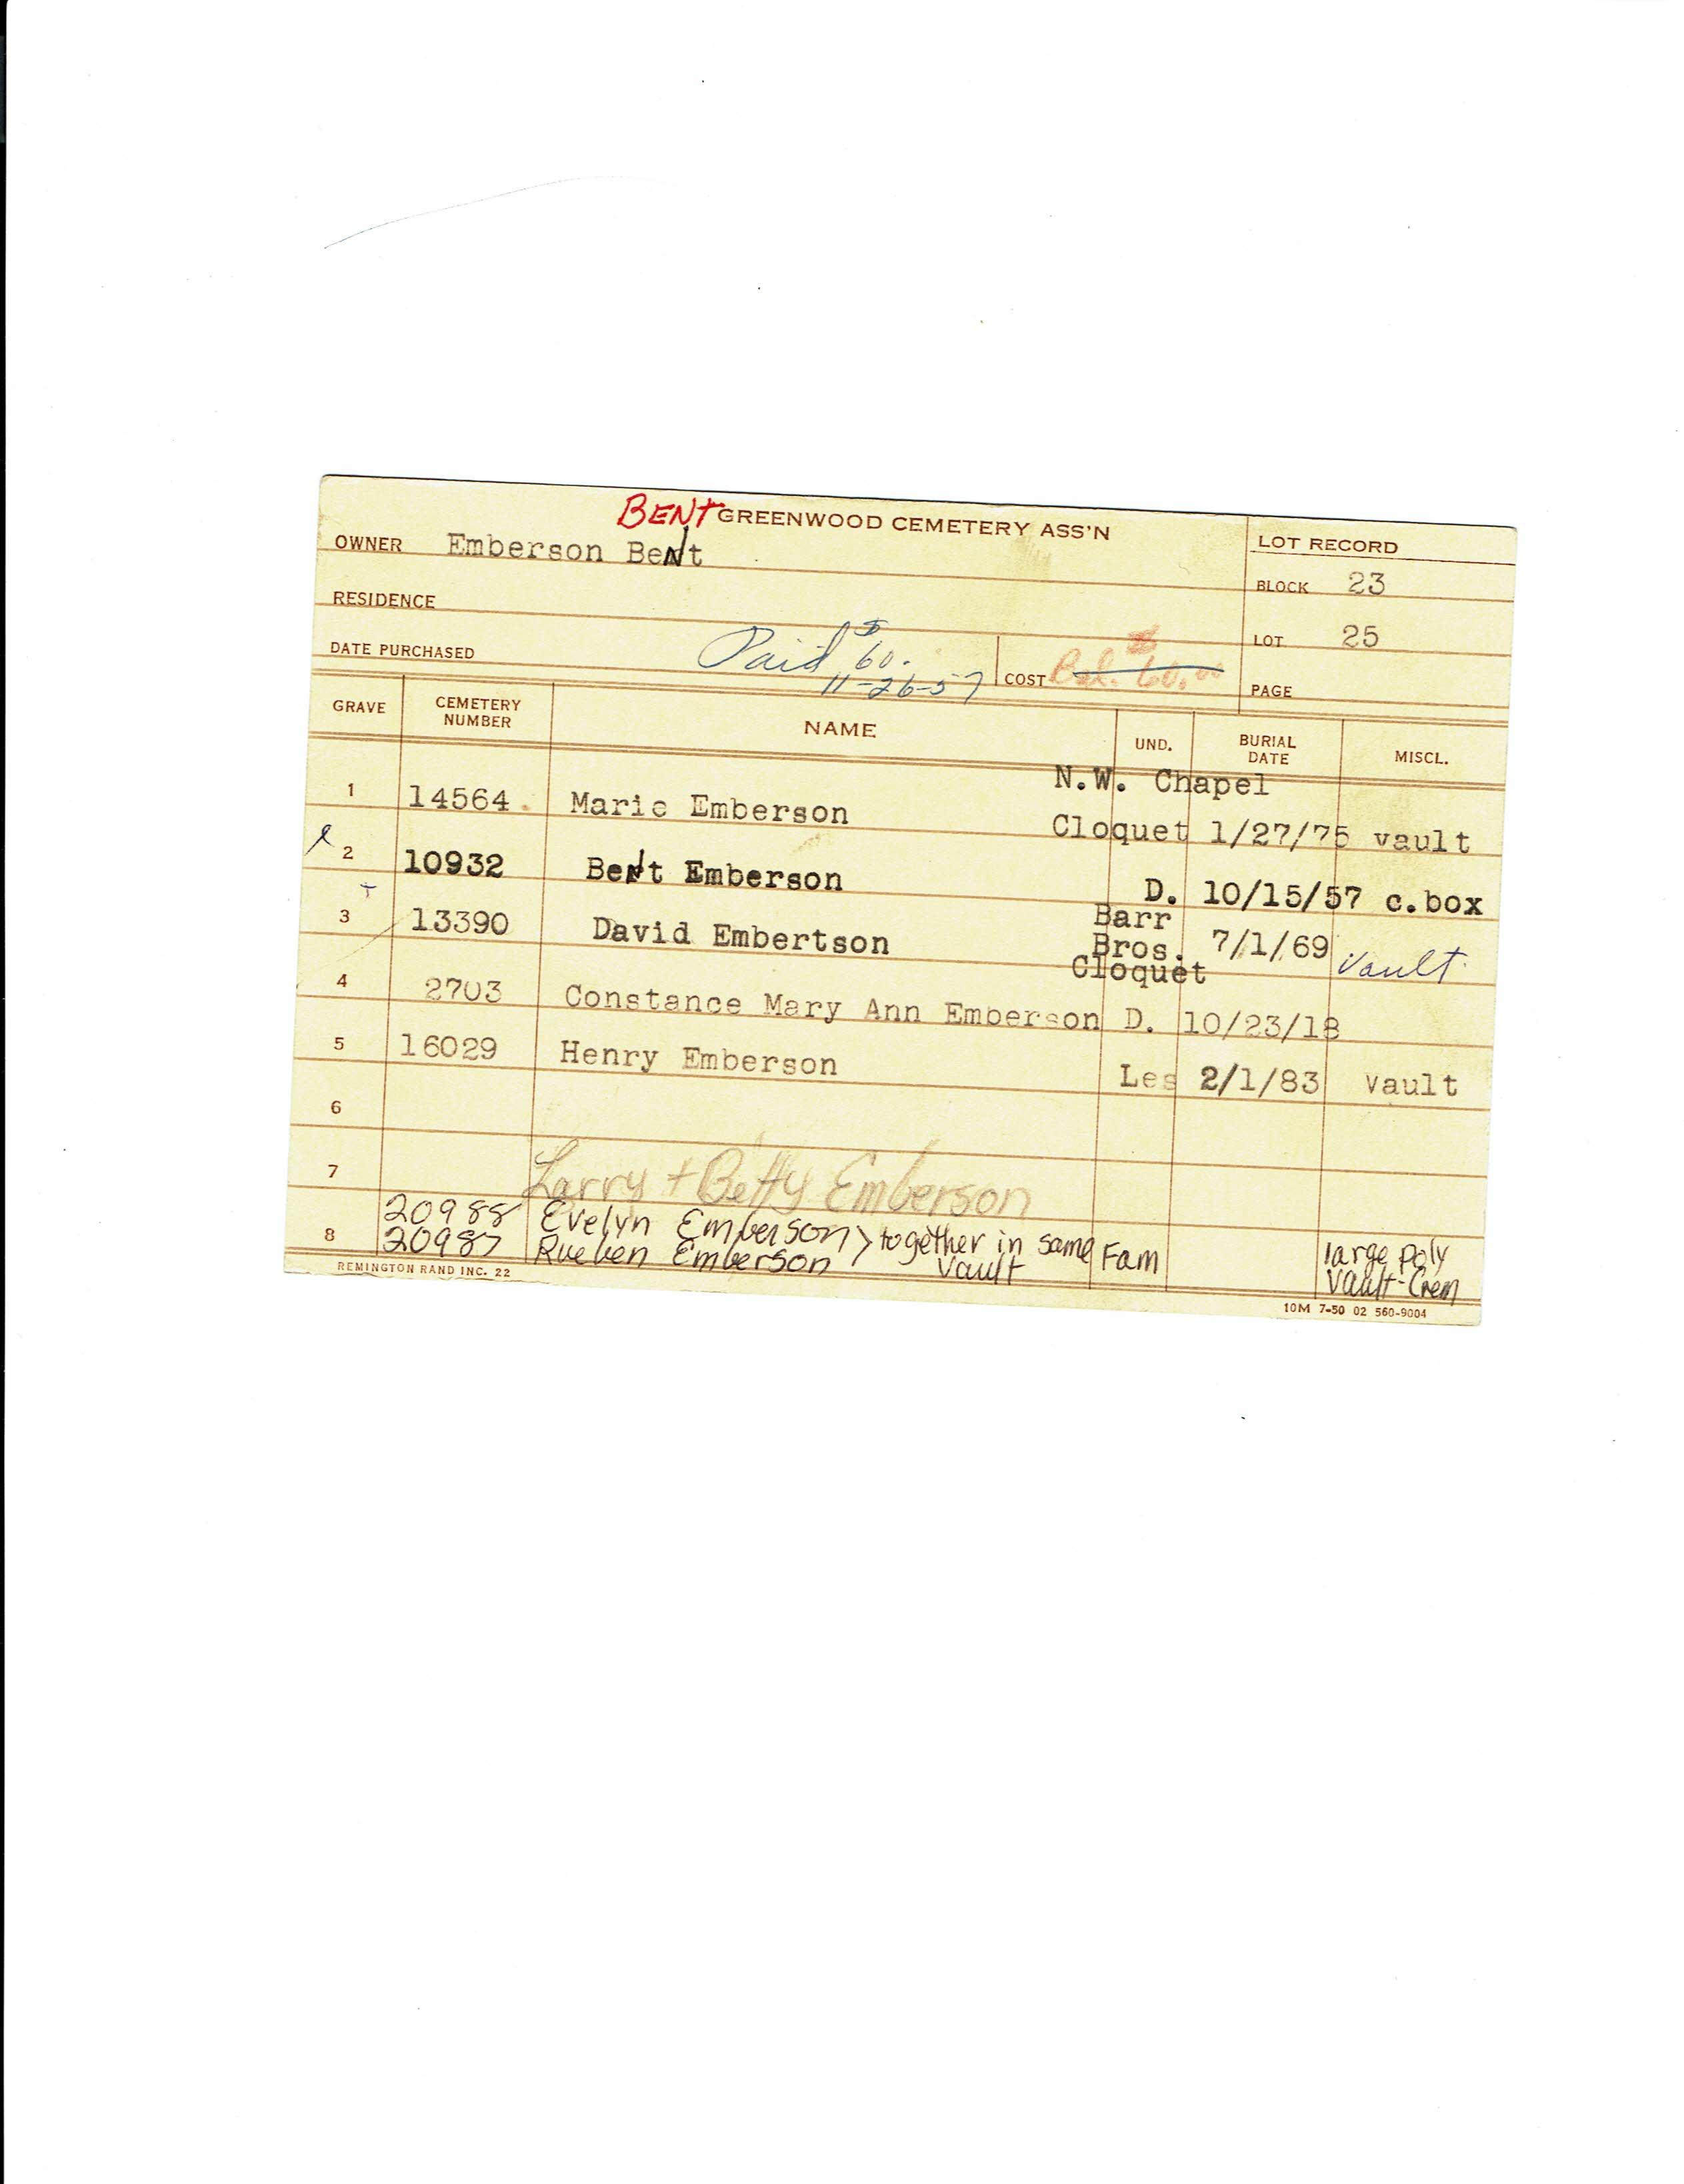 BENT GREENWOOD CEMETERY ASS'N
OWNER Emberson Bent
LOT RECORD
BLOCK 23
RESIDENCE
LOT 25
DATE PURCHASED Paid $60.
11-26-57
COST Bal. $60.00
PAGE
GRAVE CEMETERY NUMBER NAME UND. BURIAL DATE MISCL.
N.W. Chapel
1 14564. Marie Emberson Cloquet 1/27/75 vault
2 10932 Bent Emberson D. 10/15/57 c.box
3 13390 David Embertson Barr Bros. Cloquet 7/1/69 Vault
4 2703 Constance Mary Ann Emberson D. 10/23/18
5 16029 Henry Emberson Les 2/1/83 vault
6
7 Larry + Betty Emberson
20988 Evelyn Emberson > together in same Vault Fam large poly Vault-Crem
8 20987 Rueben Emberson
REMINGTON RAND INC. 22
10M 7-50 02 560-9004